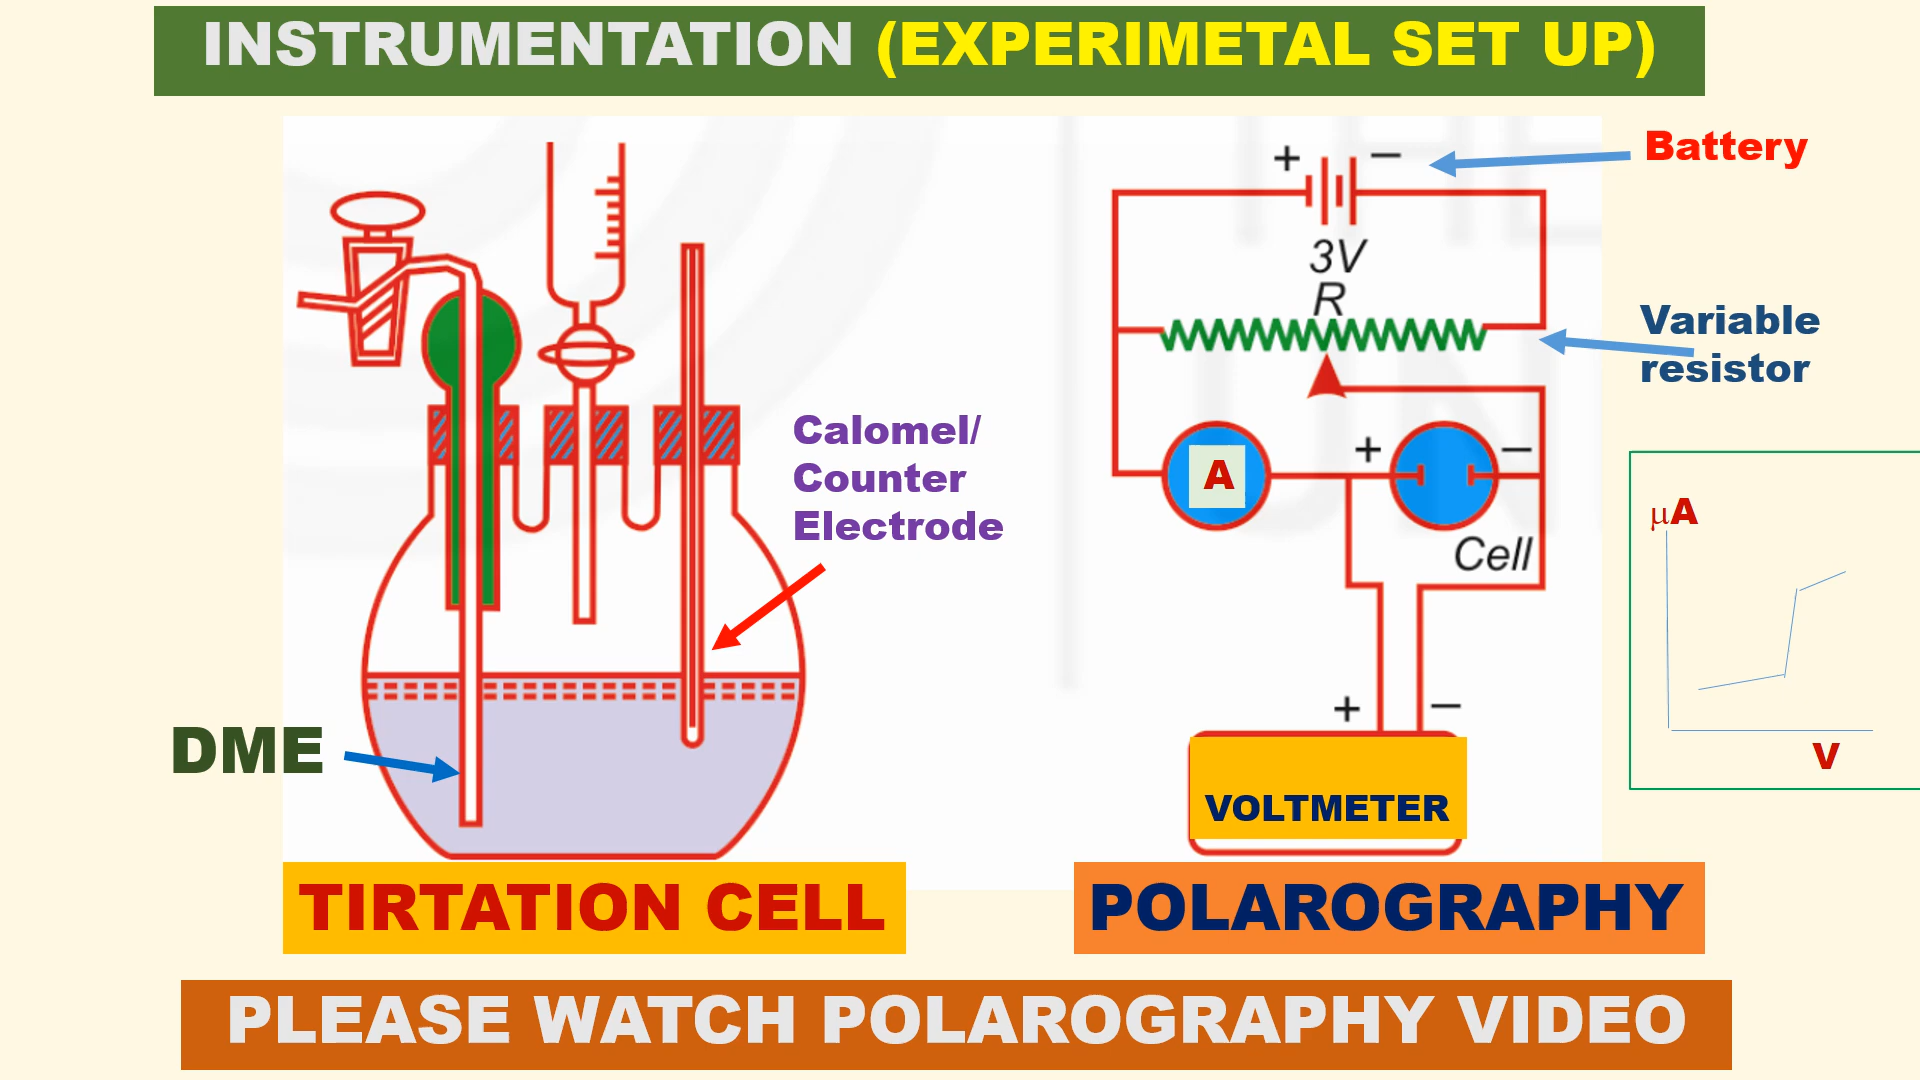 INSTRUMENTATION (EXPERIMETAL SET UP)
+ −
Battery
3V
R
Variable
resistor
Calomel/
Counter
Electrode
A
+ −
Cell
μA
+ −
DME
V
VOLTMETER
TIRTATION CELL
POLAROGRAPHY
PLEASE WATCH POLAROGRAPHY VIDEO